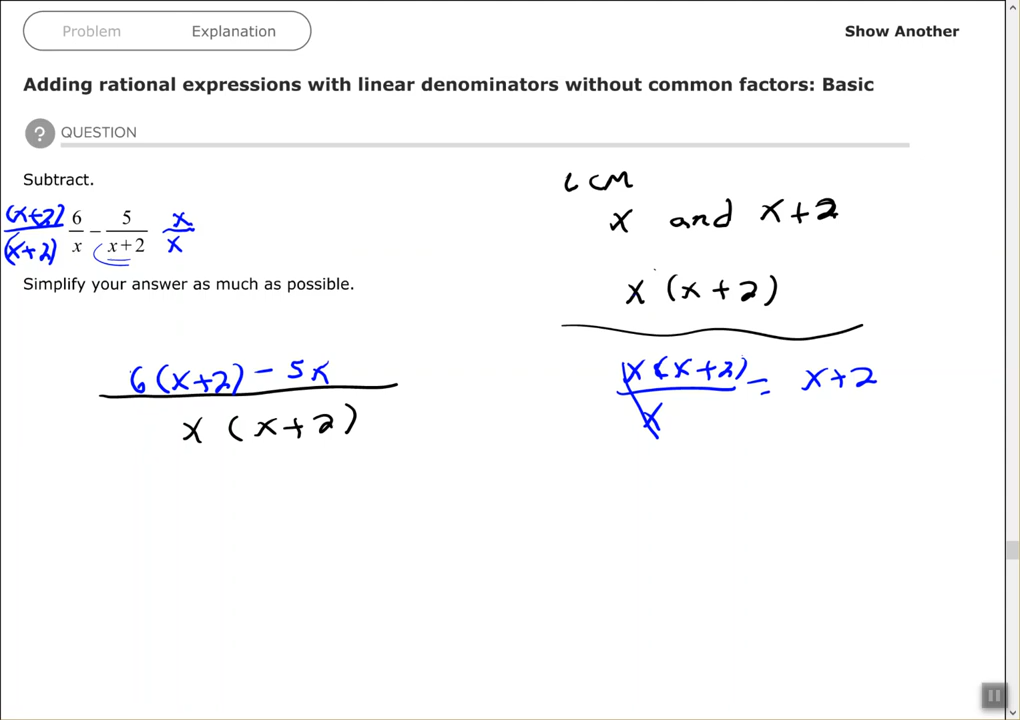 Problem Explanation Show Another
Adding rational expressions with linear denominators without common factors: Basic
? QUESTION
Subtract.
LCM
x and x+2
(x+2)/(x+2) 6/x − 5/(x+2) x/x
Simplify your answer as much as possible.
x (x+2)
(6(x+2) − 5x)/(x (x+2))
(x(x+2))/x = x+2